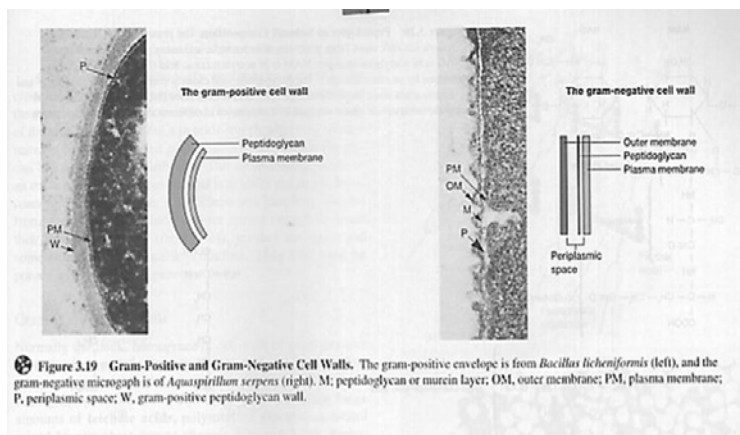 The gram-positive cell wall
P
Peptidoglycan
Plasma membrane
PM
W
The gram-negative cell wall
Outer membrane
Peptidoglycan
Plasma membrane
PM
OM
M
P
Periplasmic
space
Figure 3.19 Gram-Positive and Gram-Negative Cell Walls. The gram-positive envelope is from Bacillus licheniformis (left), and the
gram-negative microgaph is of Aquaspirillum serpens (right). M; peptidoglycan or murein layer; OM, outer membrane; PM, plasma membrane;
P, periplasmic space; W, gram-positive peptidoglycan wall.